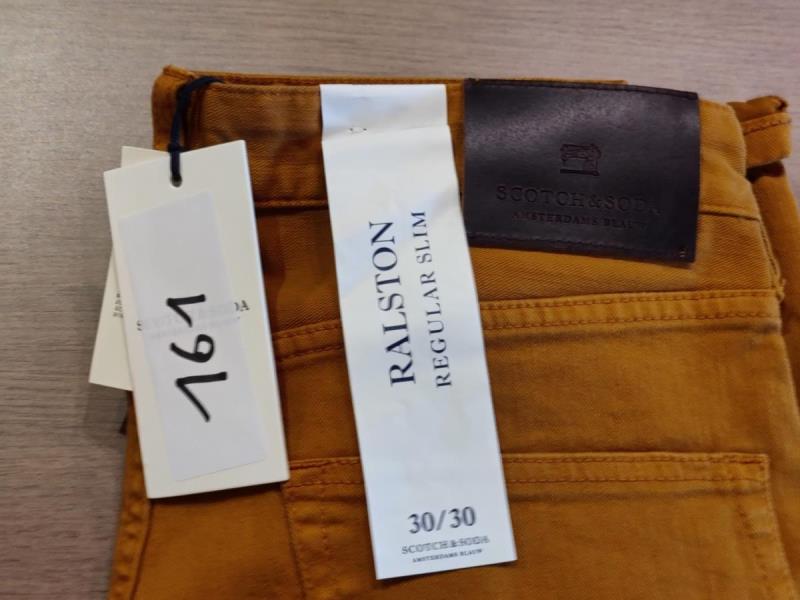 161
RALSTON
REGULAR SLIM
30/30
SCOTCH & SODA
AMSTERDAMS BLAUW
SCOTCH & SODA
AMSTERDAMS BLAUW